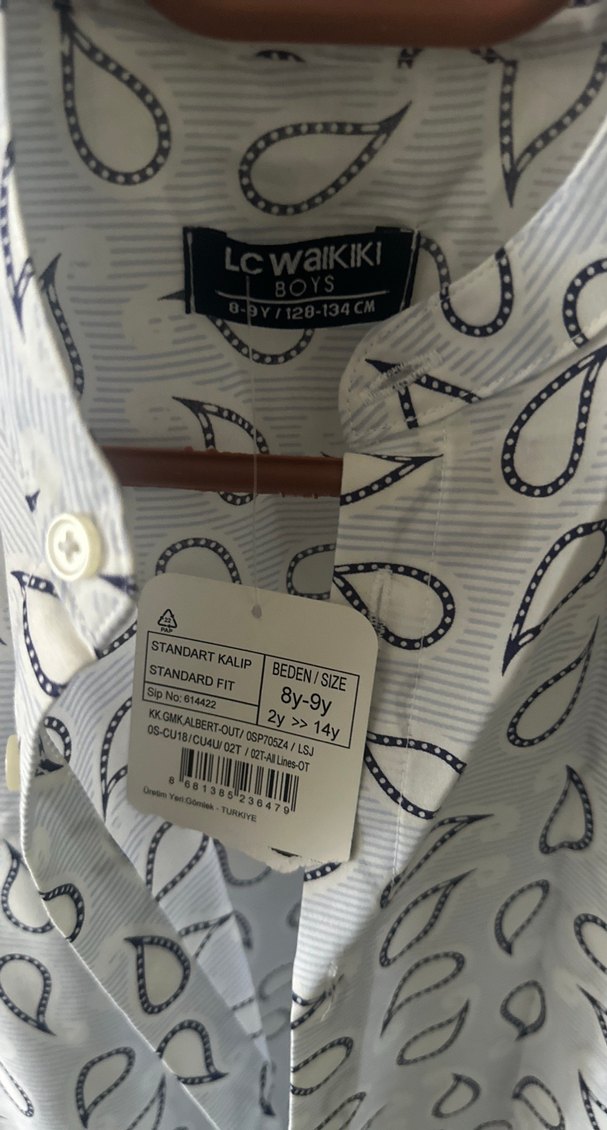 LC WAIKIKI
BOYS
8-9Y / 128-134 CM
22
PAP
STANDART KALIP
STANDARD FIT
Sip No: 614422
BEDEN / SIZE
8y-9y
2y >> 14y
KK.GMK.ALBERT-OUT/ 0SP705Z4 / LSJ
0S-CU18/CU4U/ 02T / 02T-All Lines-OT
8 681385 236479
Üretim Yeri:Gömlek - TURKIYE